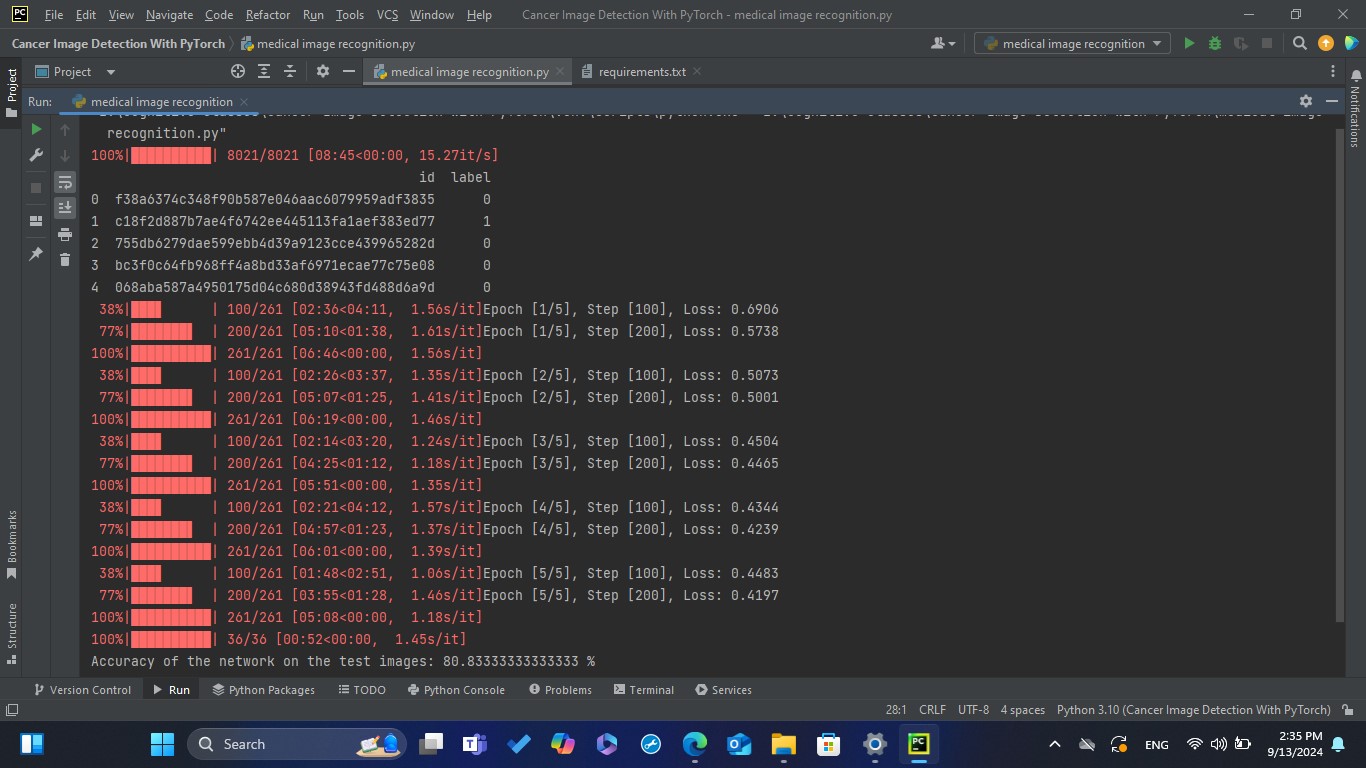 File Edit View Navigate Code Refactor Run Tools VCS Window Help Cancer Image Detection With PyTorch - medical image recognition.py
Cancer Image Detection With PyTorch medical image recognition.py medical image recognition
Project medical image recognition.py requirements.txt
Project
Notifications
Run: medical image recognition
recognition.py"
100%|██████████| 8021/8021 [08:45<00:00, 15.27it/s]
id label
0 f38a6374c348f90b587e046aac6079959adf3835 0
1 c18f2d887b7ae4f6742ee445113fa1aef383ed77 1
2 755db6279dae599ebb4d39a9123cce439965282d 0
3 bc3f0c64fb968ff4a8bd33af6971ecae77c75e08 0
4 068aba587a4950175d04c680d38943fd488d6a9d 0
38%|███▊ | 100/261 [02:36<04:11, 1.56s/it]Epoch [1/5], Step [100], Loss: 0.6906
77%|███████▋ | 200/261 [05:10<01:38, 1.61s/it]Epoch [1/5], Step [200], Loss: 0.5738
100%|██████████| 261/261 [06:46<00:00, 1.56s/it]
38%|███▊ | 100/261 [02:26<03:37, 1.35s/it]Epoch [2/5], Step [100], Loss: 0.5073
77%|███████▋ | 200/261 [05:07<01:25, 1.41s/it]Epoch [2/5], Step [200], Loss: 0.5001
100%|██████████| 261/261 [06:19<00:00, 1.46s/it]
38%|███▊ | 100/261 [02:14<03:20, 1.24s/it]Epoch [3/5], Step [100], Loss: 0.4504
77%|███████▋ | 200/261 [04:25<01:12, 1.18s/it]Epoch [3/5], Step [200], Loss: 0.4465
100%|██████████| 261/261 [05:51<00:00, 1.35s/it]
38%|███▊ | 100/261 [02:21<04:12, 1.57s/it]Epoch [4/5], Step [100], Loss: 0.4344
77%|███████▋ | 200/261 [04:57<01:23, 1.37s/it]Epoch [4/5], Step [200], Loss: 0.4239
100%|██████████| 261/261 [06:01<00:00, 1.39s/it]
38%|███▊ | 100/261 [01:48<02:51, 1.06s/it]Epoch [5/5], Step [100], Loss: 0.4483
77%|███████▋ | 200/261 [03:55<01:28, 1.46s/it]Epoch [5/5], Step [200], Loss: 0.4197
100%|██████████| 261/261 [05:08<00:00, 1.18s/it]
100%|██████████| 36/36 [00:52<00:00, 1.45s/it]
Accuracy of the network on the test images: 80.83333333333333 %
Bookmarks
Structure
Version Control Run Python Packages TODO Python Console Problems Terminal Services
28:1 CRLF UTF-8 4 spaces Python 3.10 (Cancer Image Detection With PyTorch)
Search ENG 2:35 PM
9/13/2024